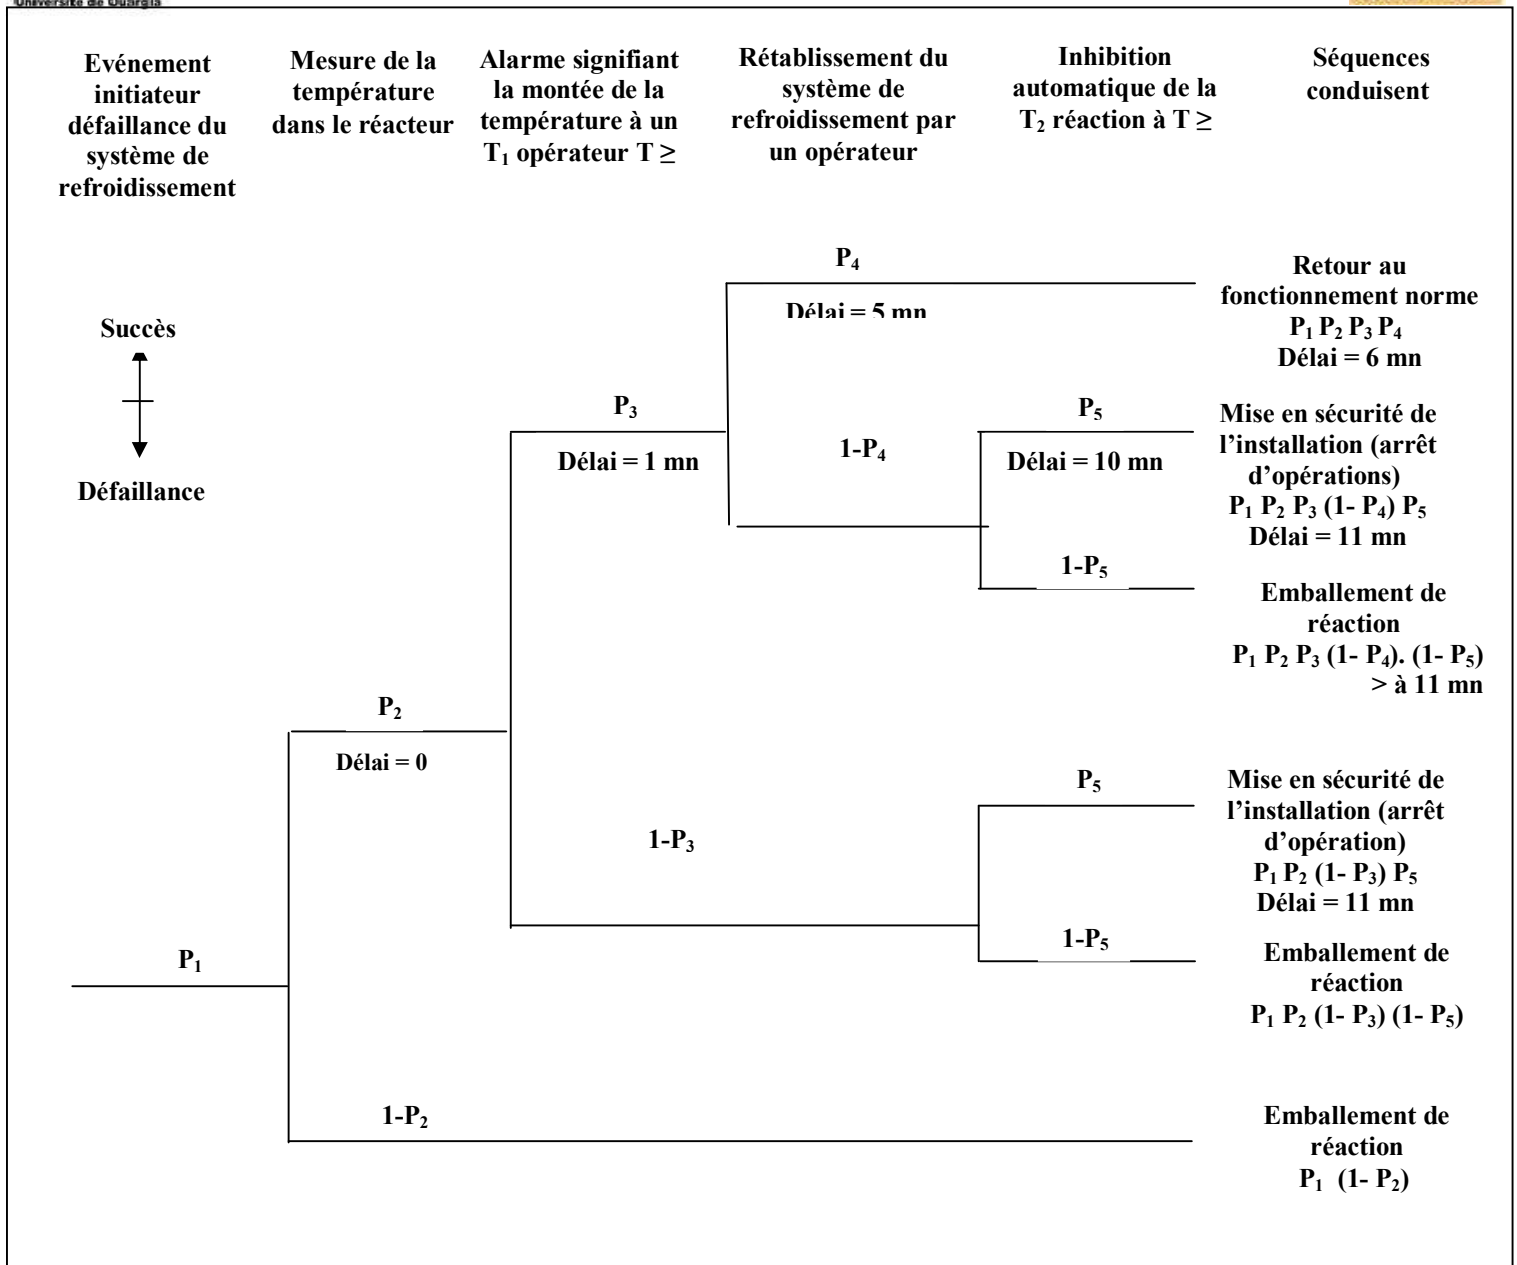 Université de Ouargla
Evénement
initiateur
défaillance du
système de
refroidissement
Mesure de la
température
dans le réacteur
Alarme signifiant
la montée de la
température à un
T₁ opérateur T ≥
Rétablissement du
système de
refroidissement par
un opérateur
Inhibition
automatique de la
T₂ réaction à T ≥
Séquences
conduisent
Succès
Défaillance
P₁
P₂
Délai = 0
1-P₂
P₃
Délai = 1 mn
1-P₃
P₄
Délai = 5 mn
1-P₄
P₅
Délai = 10 mn
1-P₅
P₅
1-P₅
Retour au
fonctionnement norme
P₁ P₂ P₃ P₄
Délai = 6 mn
Mise en sécurité de
l’installation (arrêt
d’opérations)
P₁ P₂ P₃ (1- P₄) P₅
Délai = 11 mn
Emballement de
réaction
P₁ P₂ P₃ (1- P₄). (1- P₅)
> à 11 mn
Mise en sécurité de
l’installation (arrêt
d’opération)
P₁ P₂ (1- P₃) P₅
Délai = 11 mn
Emballement de
réaction
P₁ P₂ (1- P₃) (1- P₅)
Emballement de
réaction
P₁ (1- P₂)